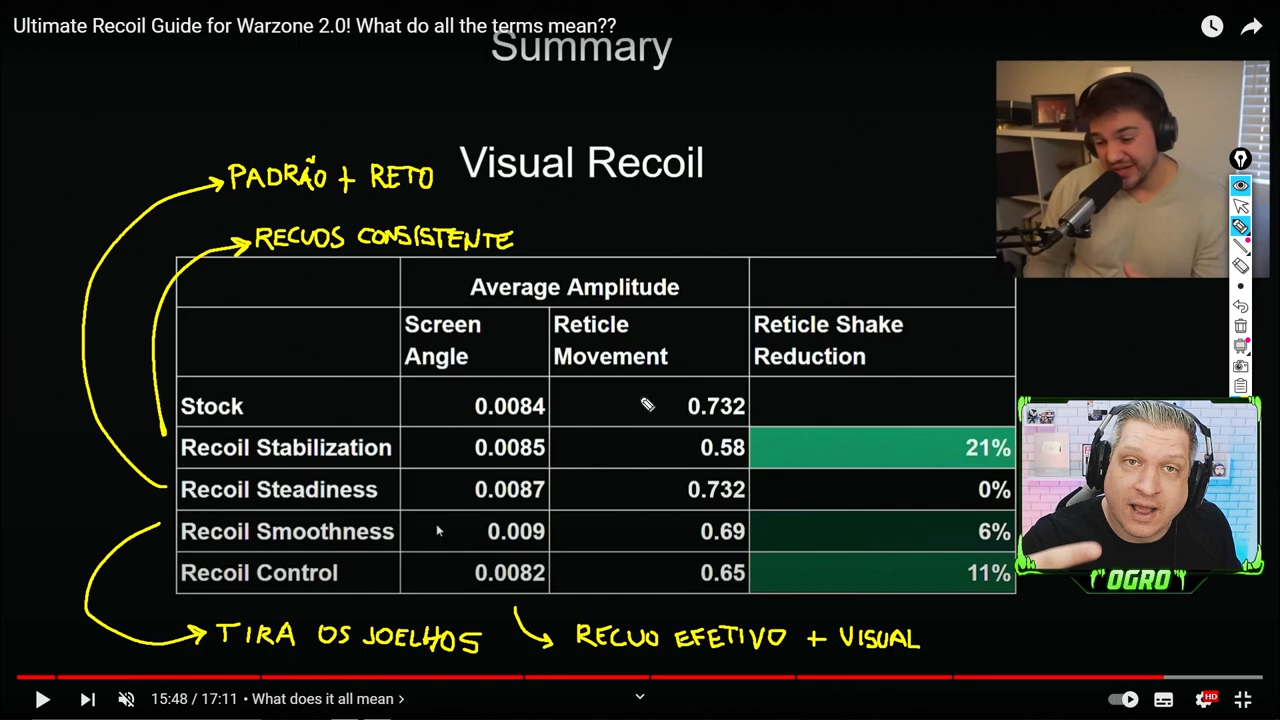 Ultimate Recoil Guide for Warzone 2.0! What do all the terms mean??
Summary
Visual Recoil
PADRÃO + RETO
RECUOS CONSISTENTE
Average Amplitude
Screen Angle Reticle Movement Reticle Shake Reduction
Stock 0.0084 0.732
Recoil Stabilization 0.0085 0.58 21%
Recoil Steadiness 0.0087 0.732 0%
Recoil Smoothness 0.009 0.69 6%
Recoil Control 0.0082 0.65 11%
TIRA OS JOELHOS
RECUO EFETIVO + VISUAL
"OGRO"
15:48 / 17:11 • What does it all mean ›
HD